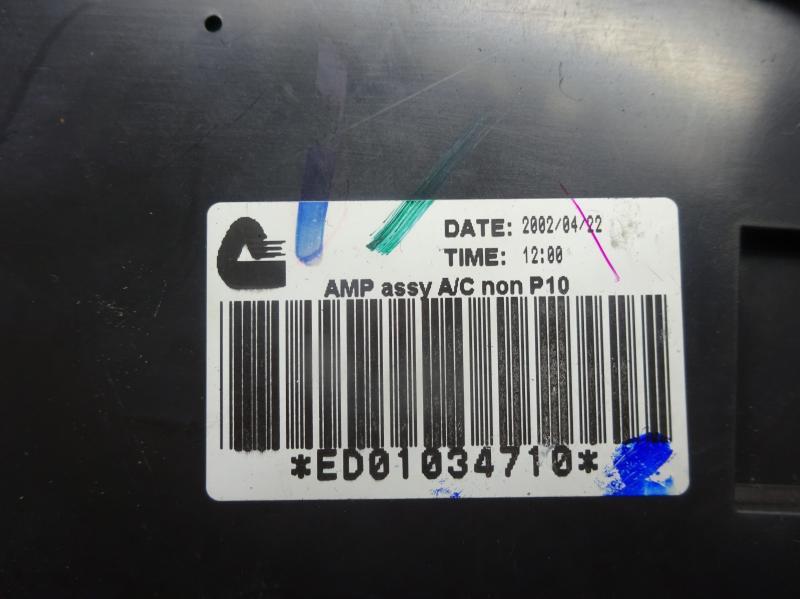 DATE: 2002/04/22
TIME: 12:00
AMP assy A/C non P10
*ED01034710*